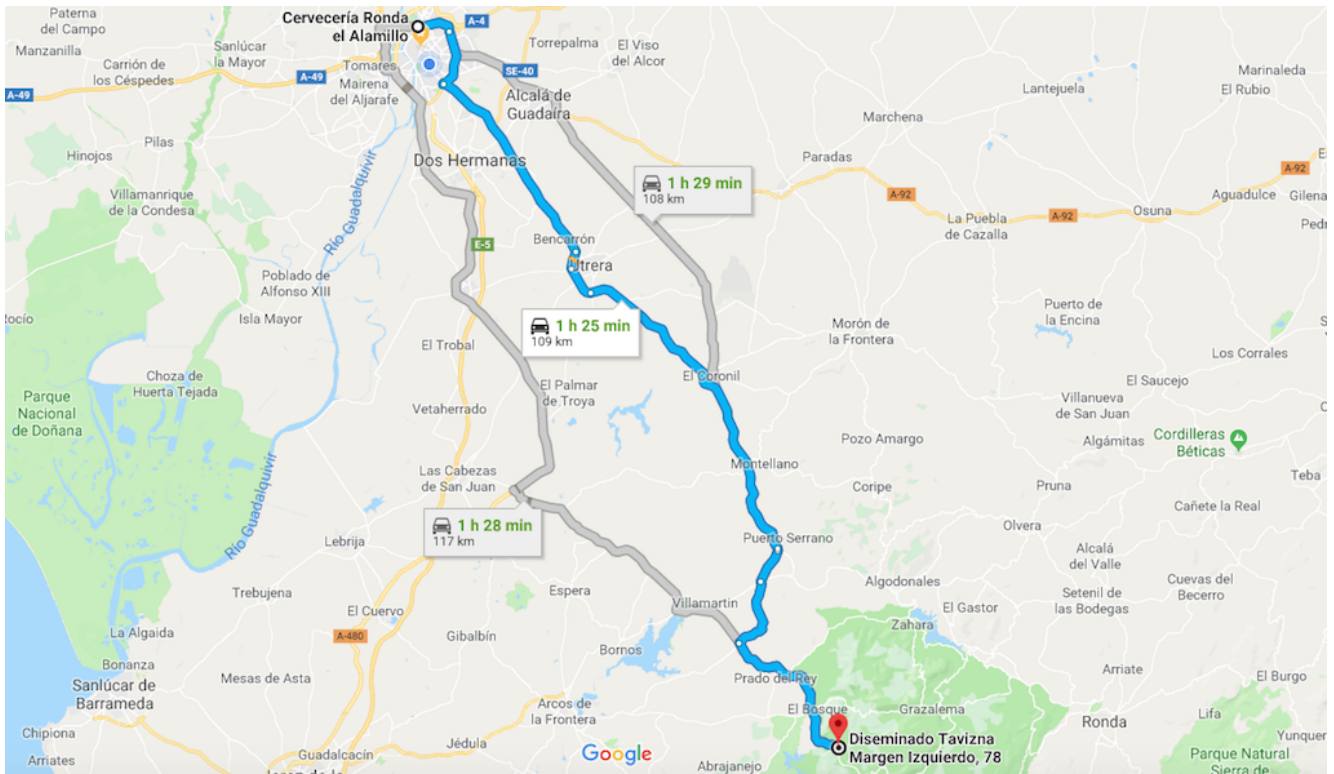 Paterna
del Campo
Cervecería Ronda
el Alamillo
A-4
Manzanilla
Sanlúcar
la Mayor
Torrepalma
El Viso
del Alcor
Carrión de
los Céspedes
A-49
Tomares
SE-40
Marinaleda
A-49
Mairena
del Aljarafe
Alcalá de
Guadaíra
Lantejuela
El Rubio
Marchena
Pilas
Hinojos
Dos Hermanas
Paradas
Río Guadalquivir
A-92
1 h 29 min
108 km
Villamanrique
de la Condesa
A-92
Aguadulce
Gilena
La Puebla
de Cazalla
A-92
Osuna
Bencarrón
E-5
Utrera
Poblado de
Alfonso XIII
Isla Mayor
1 h 25 min
109 km
Puerto de
la Encina
Morón de
la Frontera
El Trobal
Los Corrales
Choza de
Huerta Tejada
El Coronil
El Palmar
de Troya
El Saucejo
Parque
Nacional
de Doñana
Vetaherrado
Villanueva
de San Juan
Pozo Amargo
Algámitas
Cordilleras
Béticas
Las Cabezas
de San Juan
Montellano
Coripe
Pruna
Teba
Cañete la Real
1 h 28 min
117 km
Río Guadalquivir
Lebrija
Puerto Serrano
Olvera
Alcalá
del Valle
Algodonales
Trebujena
Espera
Villamartin
Setenil de
las Bodegas
Cuevas del
Becerro
El Cuervo
El Gastor
La Algaida
A-480
Gibalbín
Zahara
Bornos
Bonanza
Mesas de Asta
Prado del Rey
Arriate
El Burgo
Sanlúcar de
Barrameda
Arcos de
la Frontera
El Bosque
Grazalema
Ronda
Lifa
Chipiona
Jédula
Google
Diseminado Tavizna
Margen Izquierdo, 78
Guadalcacín
Abrajanejo
Parque Natural
Sierra de
Arriates